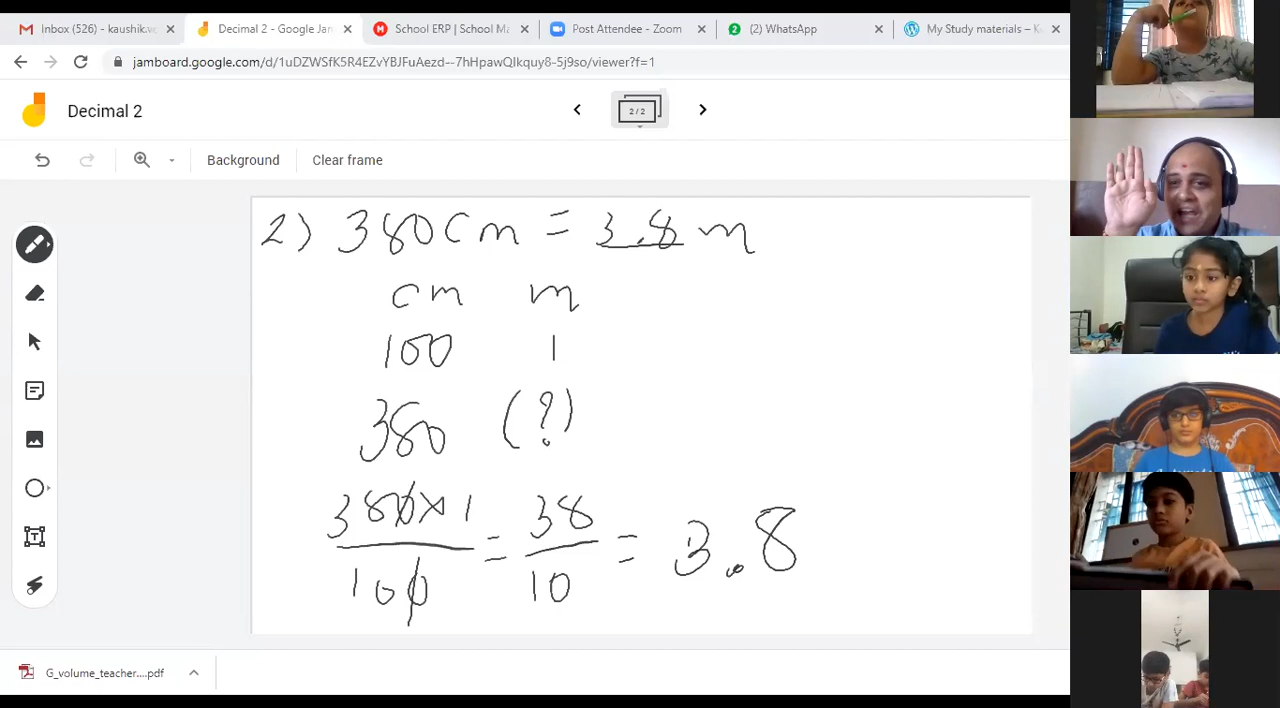 Inbox (526) - kaushik.ve
Decimal 2 - Google Jan
School ERP | School Ma
Post Attendee - Zoom
(2) WhatsApp
My Study materials – K
jamboard.google.com/d/1uDZWSfK5R4EZvYBJFuAezd--7hHpawQlkquy8-5j9so/viewer?f=1
Decimal 2
2 / 2
Background
Clear frame
2) 380 cm = 3.8 m
cm m
100 1
380 (?)
380 x 1 / 100 = 38 / 10 = 3.8
G_volume_teacher....pdf